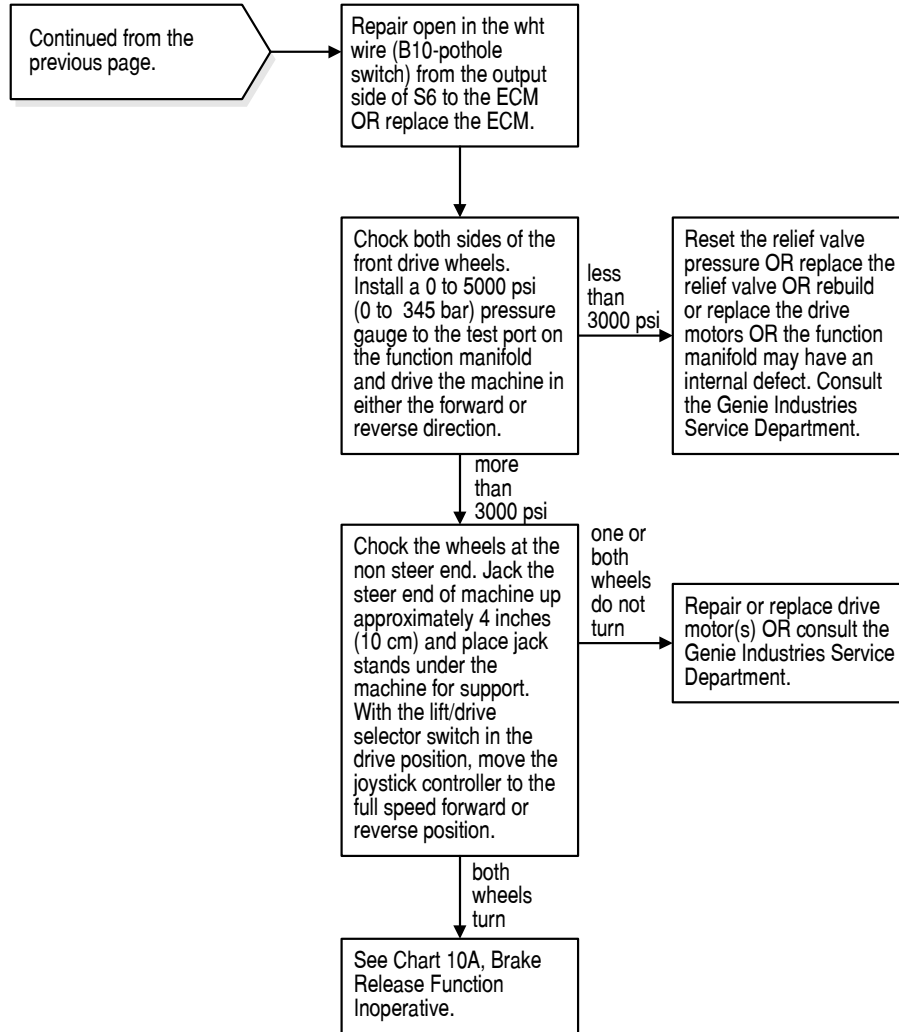 Continued from the
previous page.
Repair open in the wht
wire (B10-pothole
switch) from the output
side of S6 to the ECM
OR replace the ECM.
Chock both sides of the
front drive wheels.
Install a 0 to 5000 psi
(0 to 345 bar) pressure
gauge to the test port on
the function manifold
and drive the machine in
either the forward or
reverse direction.
less
than
3000 psi
Reset the relief valve
pressure OR replace the
relief valve OR rebuild
or replace the drive
motors OR the function
manifold may have an
internal defect. Consult
the Genie Industries
Service Department.
more
than
3000 psi
Chock the wheels at the
non steer end. Jack the
steer end of machine up
approximately 4 inches
(10 cm) and place jack
stands under the
machine for support.
With the lift/drive
selector switch in the
drive position, move the
joystick controller to the
full speed forward or
reverse position.
one or
both
wheels
do not
turn
Repair or replace drive
motor(s) OR consult the
Genie Industries Service
Department.
both
wheels
turn
See Chart 10A, Brake
Release Function
Inoperative.